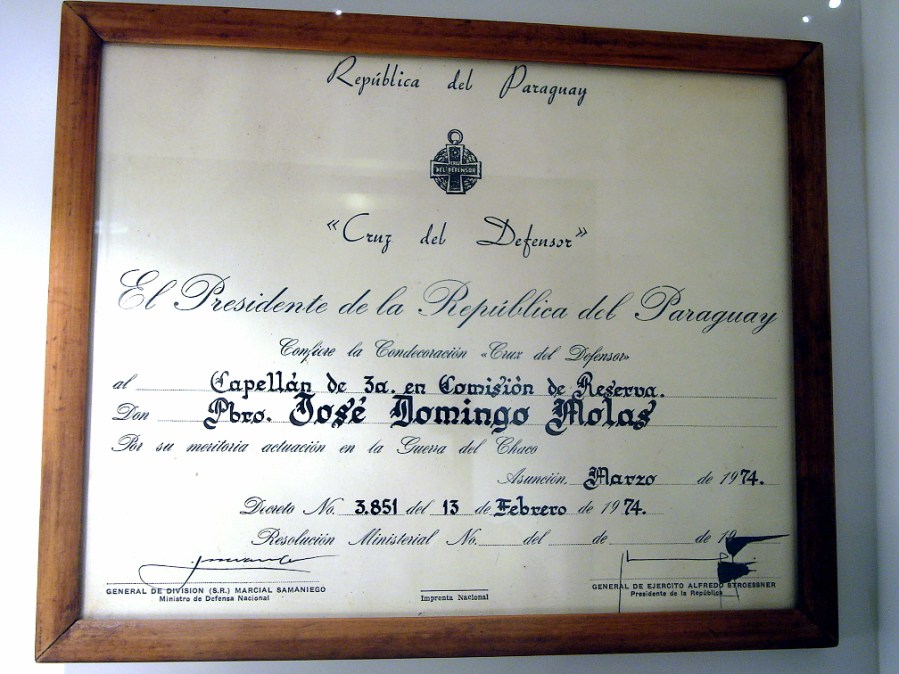 República del Paraguay
CRUZ
DEL DEFENSOR
«Cruz del Defensor»
El Presidente de la República del Paraguay
Confiere la Condecoración «Cruz del Defensor»
al Capellán de 3a. en Comisión de Reserva.
Don Pbro. José Domingo Molas
Por su meritoria actuación en la Guerra del Chaco
Asunción, Marzo de 1974.
Decreto No. 3.851 del 13 de Febrero de 1974.
Resolución Ministerial No. del de de 19
GENERAL DE DIVISION (S.R.) MARCIAL SAMANIEGO
Ministro de Defensa Nacional
Imprenta Nacional
GENERAL DE EJERCITO ALFREDO STROESSNER
Presidente de la República